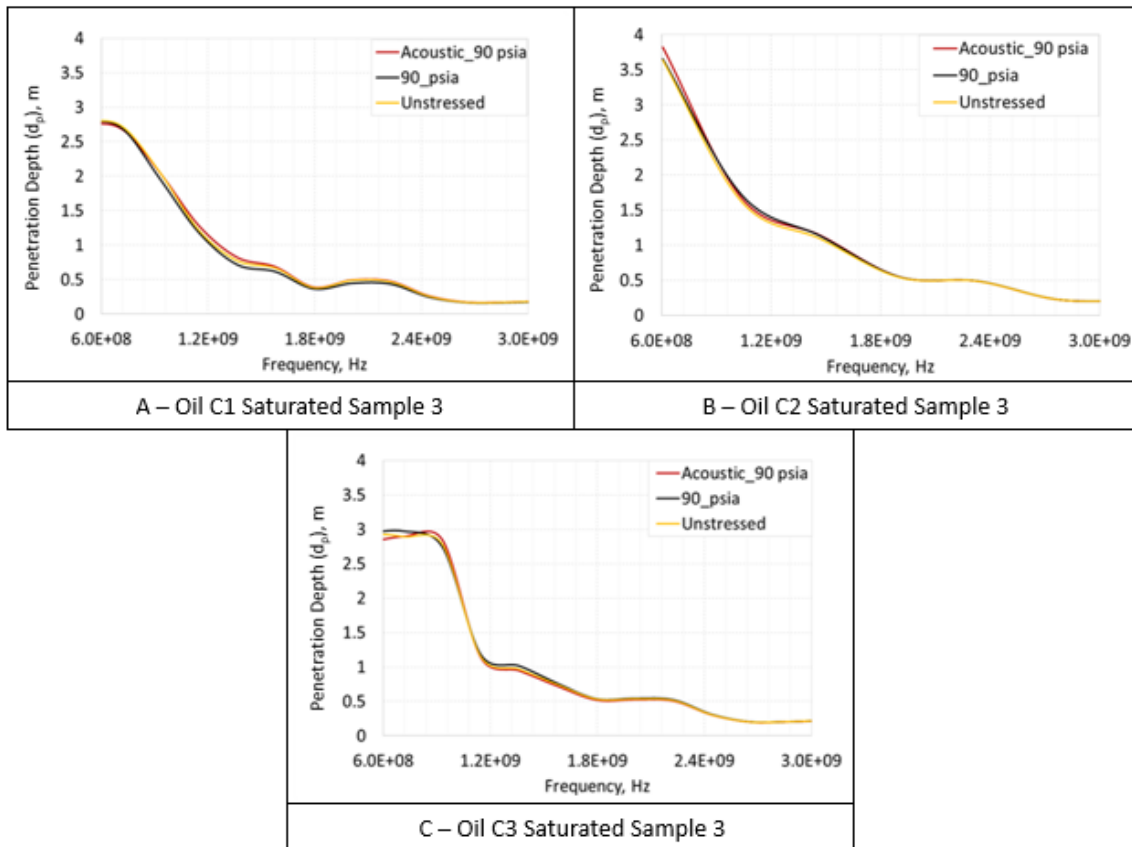 4
3.5
3
2.5
2
1.5
1
0.5
0
Penetration Depth (dp), m
Acoustic_90 psia
90_psia
Unstressed
6.0E+08 1.2E+09 1.8E+09 2.4E+09 3.0E+09
Frequency, Hz
A – Oil C1 Saturated Sample 3
4
3.5
3
2.5
2
1.5
1
0.5
0
Penetration Depth (dp), m
Acoustic_90 psia
90_psia
Unstressed
6.0E+08 1.2E+09 1.8E+09 2.4E+09 3.0E+09
Frequency, Hz
B – Oil C2 Saturated Sample 3
4
3.5
3
2.5
2
1.5
1
0.5
0
Penetration Depth (dp), m
Acoustic_90 psia
90_psia
Unstressed
6.0E+08 1.2E+09 1.8E+09 2.4E+09 3.0E+09
Frequency, Hz
C – Oil C3 Saturated Sample 3